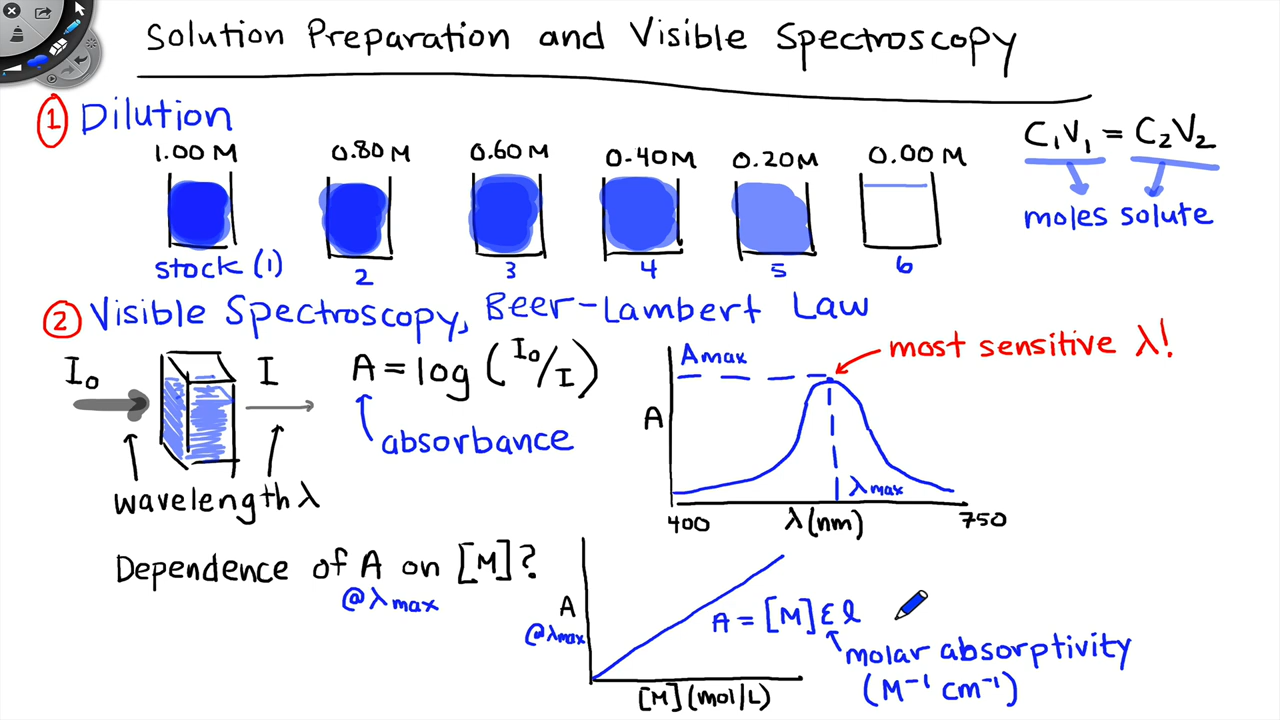 Solution Preparation and Visible Spectroscopy
① Dilution
1.00 M 0.80 M 0.60 M 0.40 M 0.20 M 0.00 M
C₁V₁ = C₂V₂
moles solute
stock (1) 2 3 4 5 6
② Visible Spectroscopy, Beer-Lambert Law
I₀ I
A = log (I₀/I)
absorbance
wavelength λ
Amax
most sensitive λ!
A
λmax
400 λ(nm) 750
Dependence of A on [M]?
@λmax
A
@λmax
A = [M]εl
molar absorptivity
(M⁻¹ cm⁻¹)
[M](mol/L)